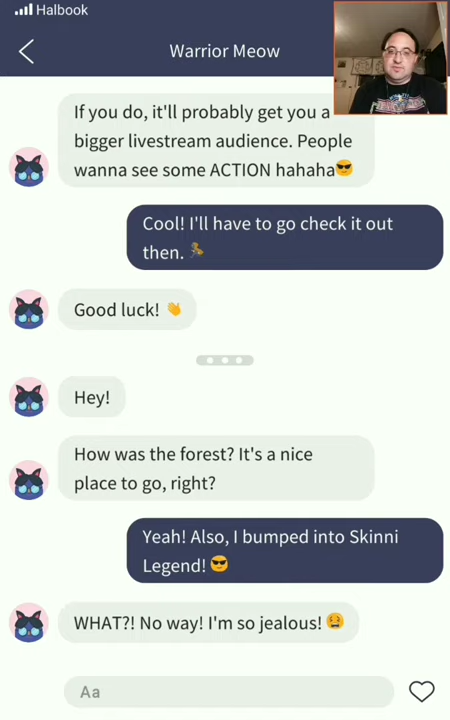 Halbook
Warrior Meow
If you do, it'll probably get you a
bigger livestream audience. People
wanna see some ACTION hahaha😎
Cool! I'll have to go check it out
then. 🏃
Good luck! 👋
Hey!
How was the forest? It's a nice
place to go, right?
Yeah! Also, I bumped into Skinni
Legend! 😎
WHAT?! No way! I'm so jealous! 😖
Aa